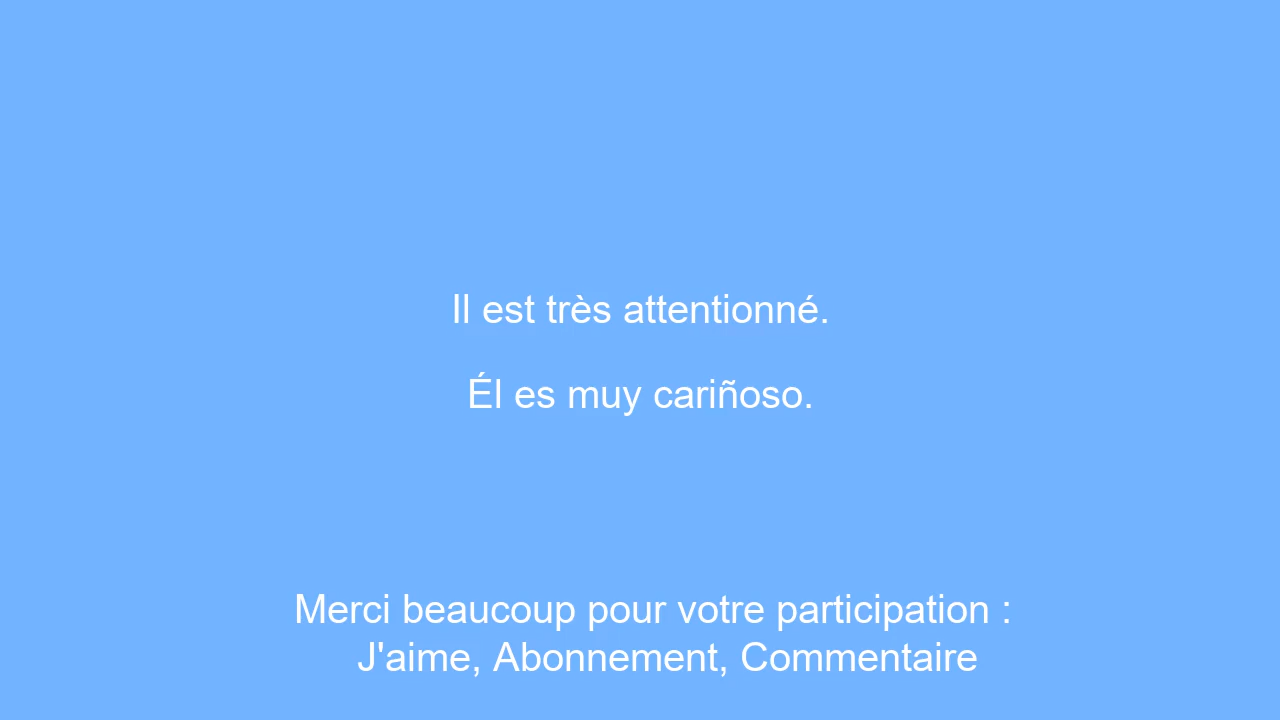 Il est très attentionné.
Él es muy cariñoso.
Merci beaucoup pour votre participation :
J'aime, Abonnement, Commentaire